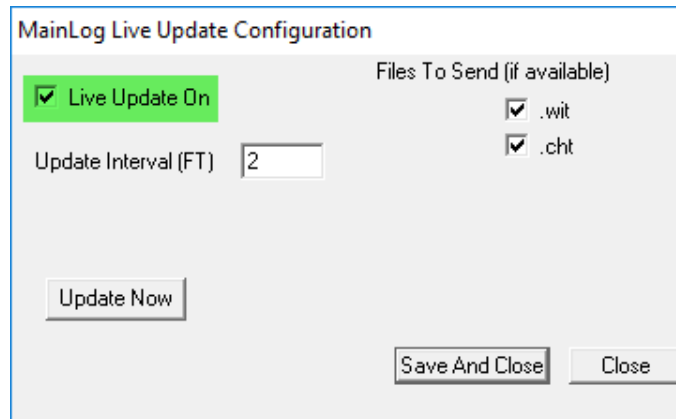 MainLog Live Update Configuration
Files To Send (if available)
Live Update On
.wit
.cht
Update Interval (FT) 2
Update Now
Save And Close Close